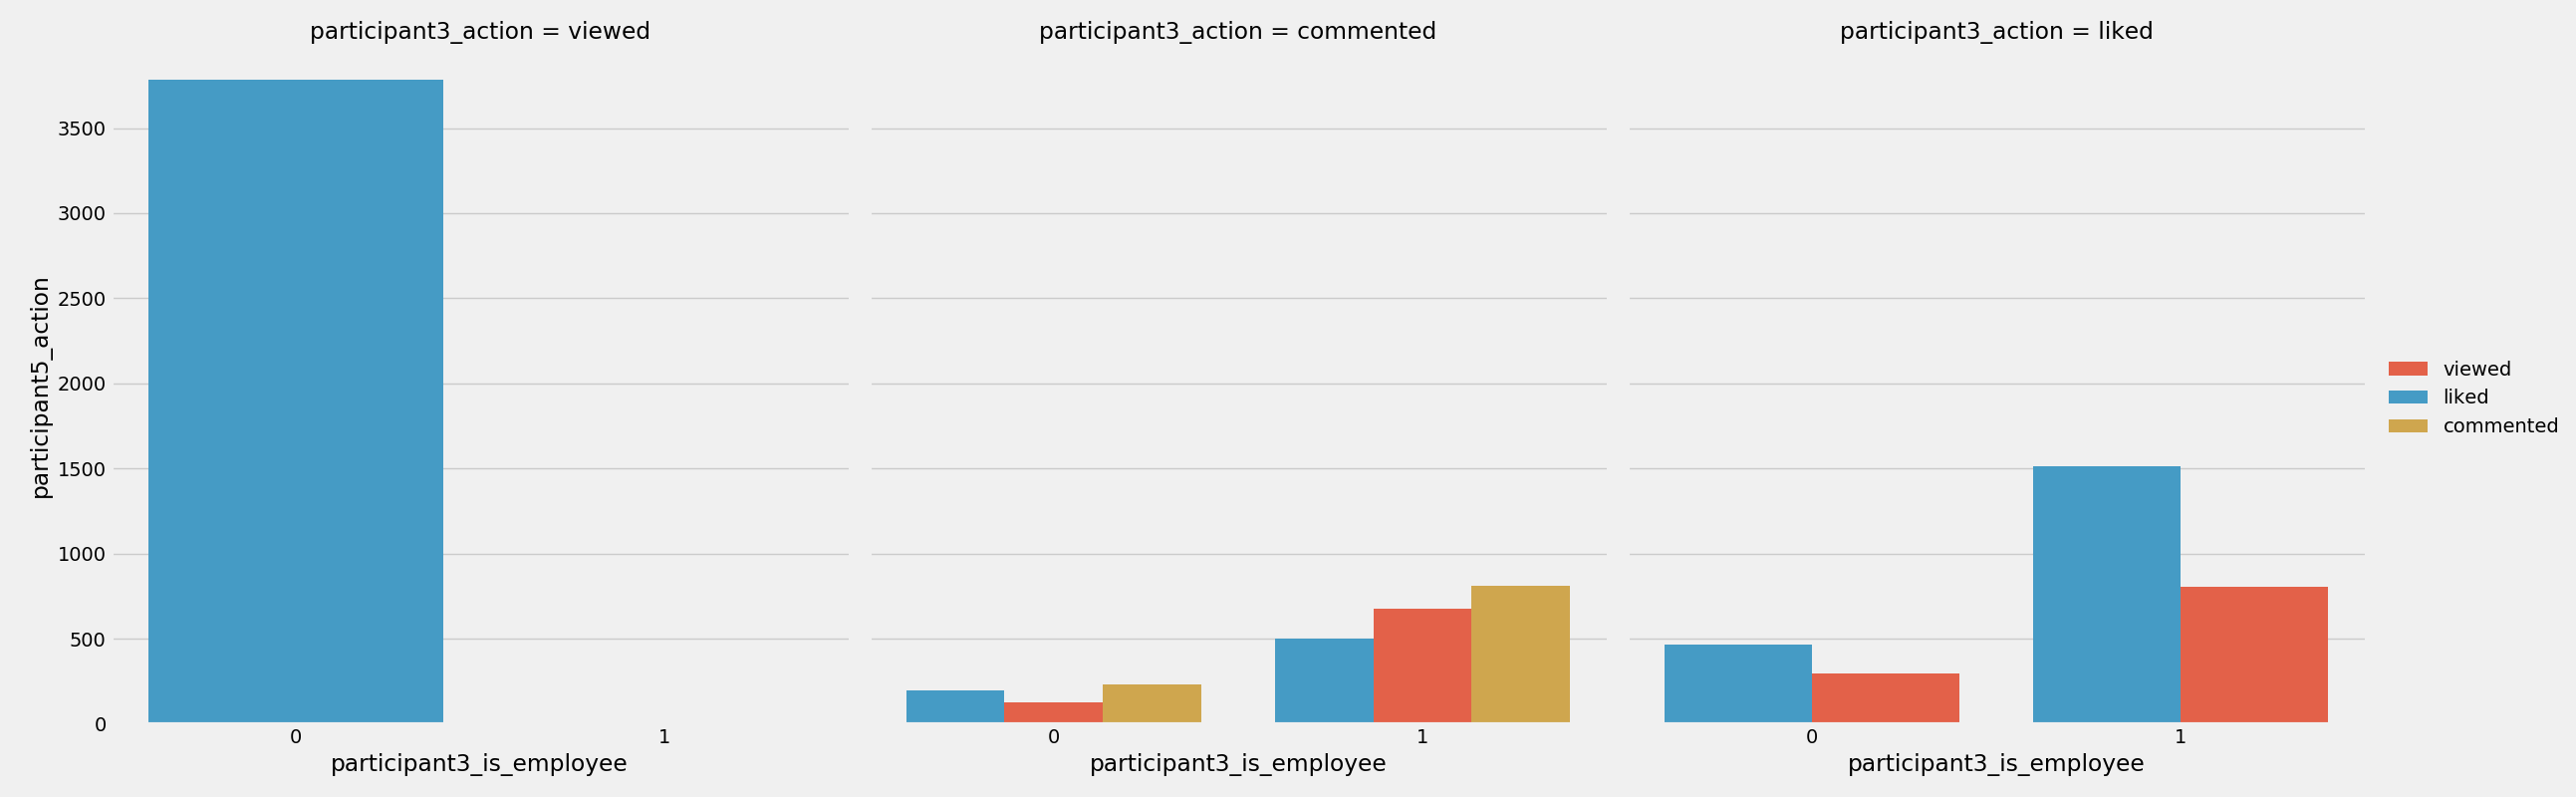 participant3_action = viewed
participant3_action = commented
participant3_action = liked
participant5_action
3500
3000
2500
2000
1500
1000
500
0
0
1
participant3_is_employee
0
1
participant3_is_employee
0
1
participant3_is_employee
viewed
liked
commented